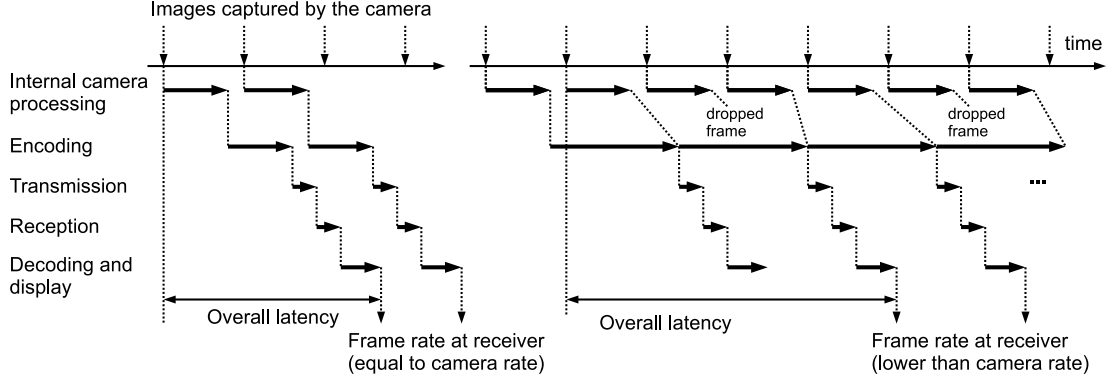 Images captured by the camera
time
Internal camera
processing
dropped
frame
dropped
frame
Encoding
Transmission
...
Reception
Decoding and
display
Overall latency
Overall latency
Frame rate at receiver
(equal to camera rate)
Frame rate at receiver
(lower than camera rate)